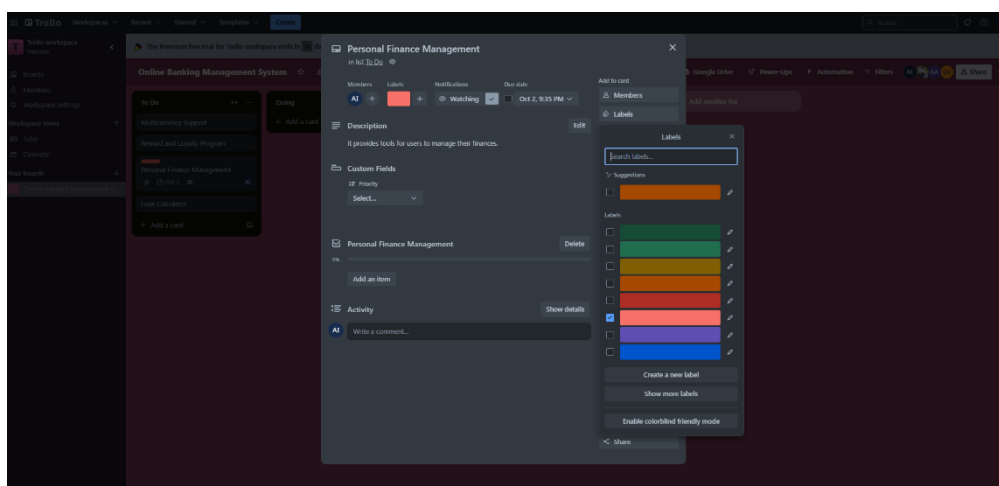 Trello
Workspaces
Recent
Starred
Templates
Create
Search
Trello workspace
Premium
The Premium free trial for Trello workspace ends in
Boards
Members
Workspace settings
Workspace views
Table
Calendar
Your boards
Online Banking Management S...
Online Banking Management System
Google Drive
Power-Ups
Automation
Filters
Share
To Do
Multicurrency Support
Reward and Loyalty Program
Personal Finance Management
Oct 2
Loan Calculator
+ Add a card
Doing
+ Add a card
Add another list
Personal Finance Management
in list To Do
Members
Labels
Notifications
Due date
AI
Watching
Oct 2, 9:35 PM
Description
Edit
It provides tools for users to manage their finances.
Custom Fields
Priority
Select...
Personal Finance Management
Delete
0%
Add an item
Activity
Show details
AI
Write a comment...
Add to card
Members
Labels
Labels
Search labels...
Suggestions
Labels
Create a new label
Show more labels
Enable colorblind friendly mode
Share